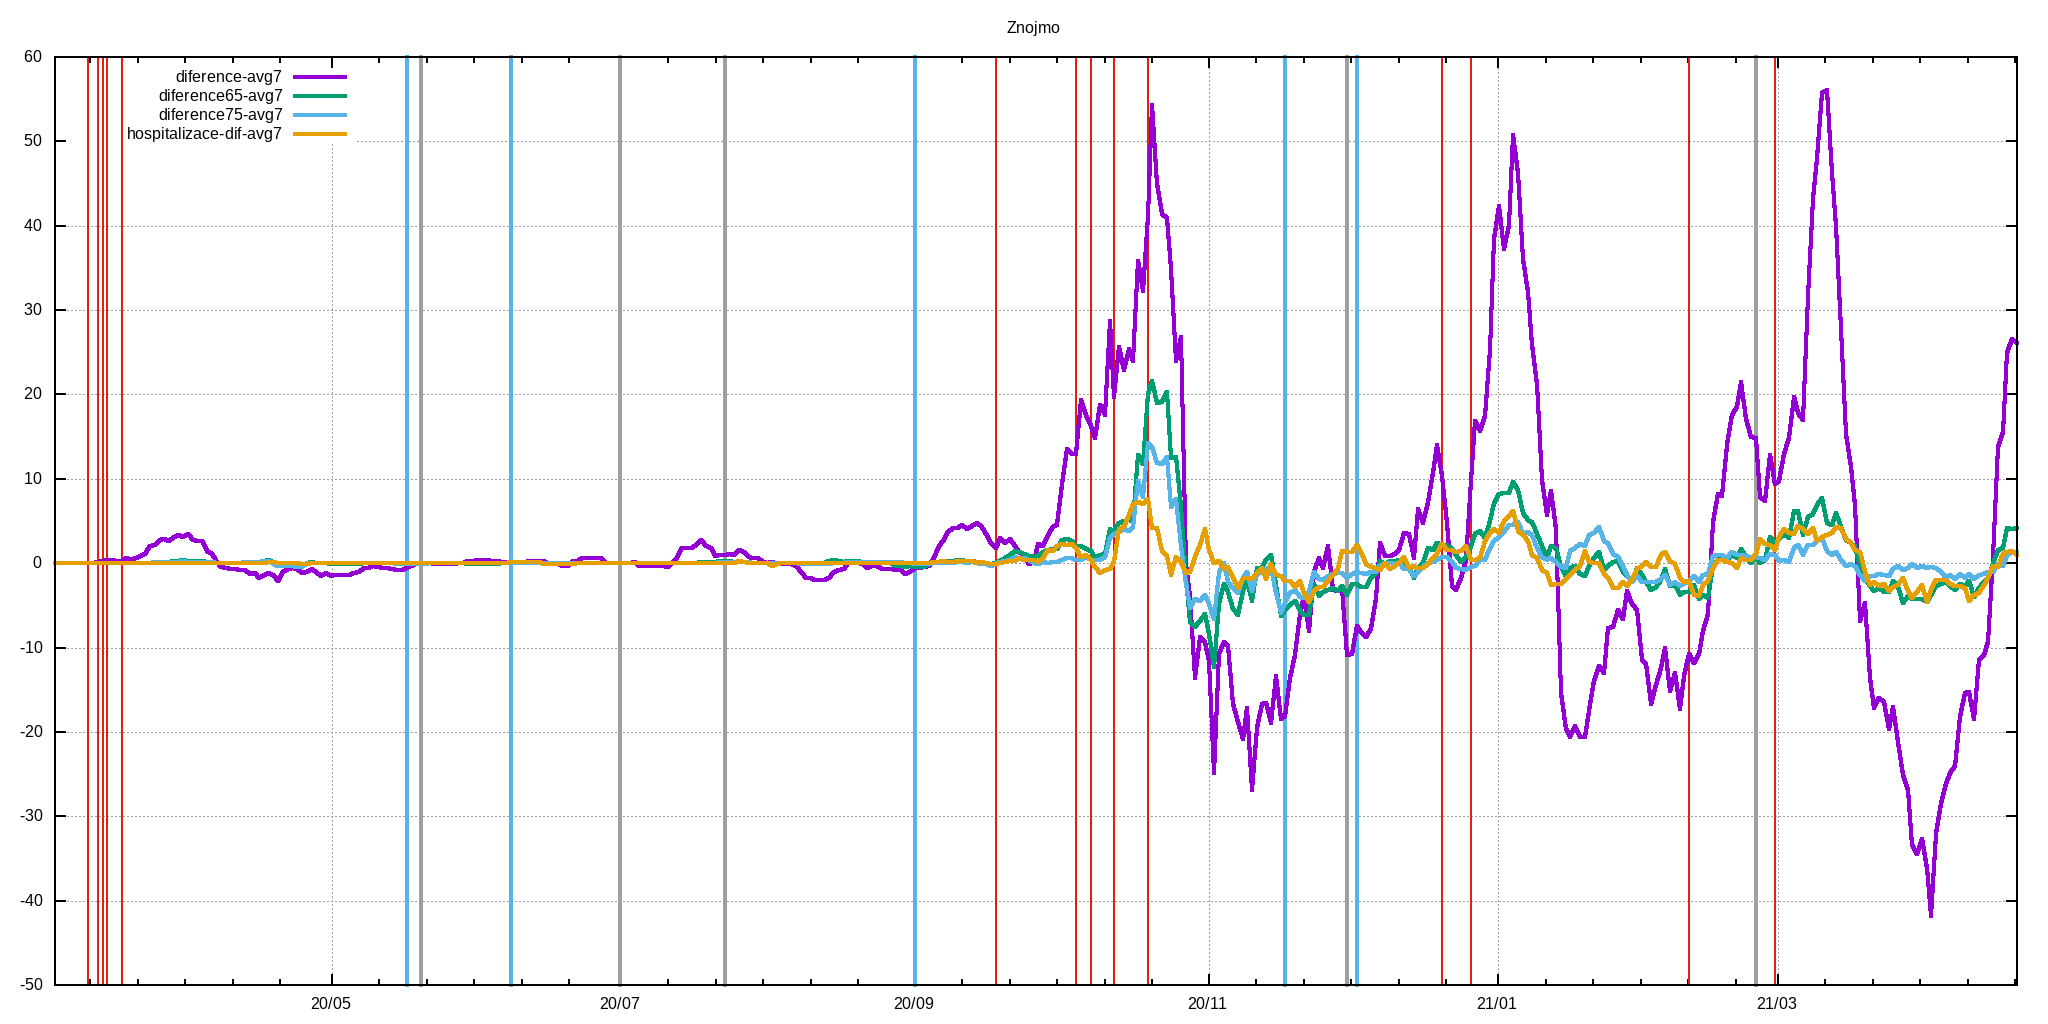 Znojmo
60
50
40
30
20
10
0
-10
-20
-30
-40
-50
diference-avg7
diference65-avg7
diference75-avg7
hospitalizace-dif-avg7
20/05 20/07 20/09 20/11 21/01 21/03